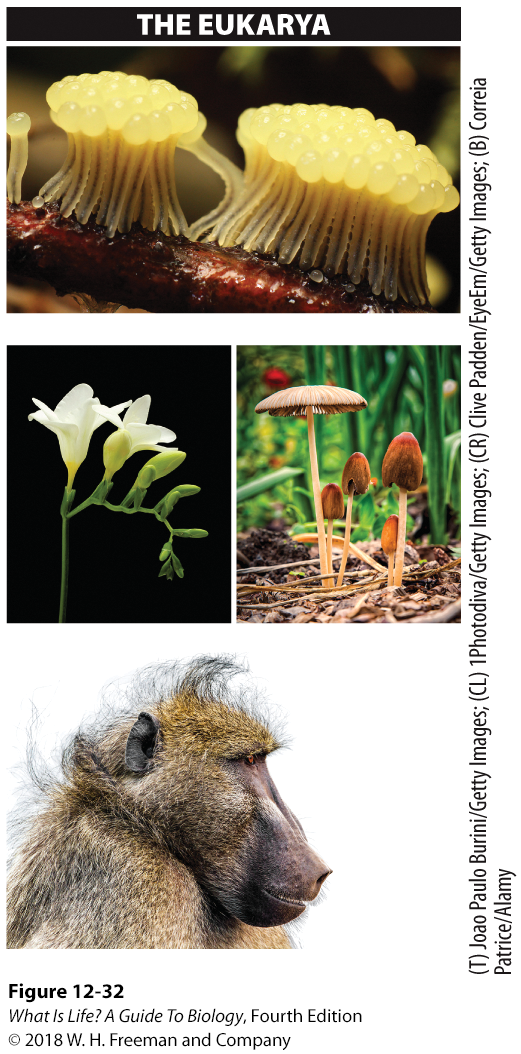 THE EUKARYA
(T) Joao Paulo Burini/Getty Images; (CL) 1Photodiva/Getty Images; (CR) Clive Padden/EyeEm/Getty Images; (B) Correia
Patrice/Alamy
Figure 12-32
What Is Life? A Guide To Biology, Fourth Edition
© 2018 W. H. Freeman and Company